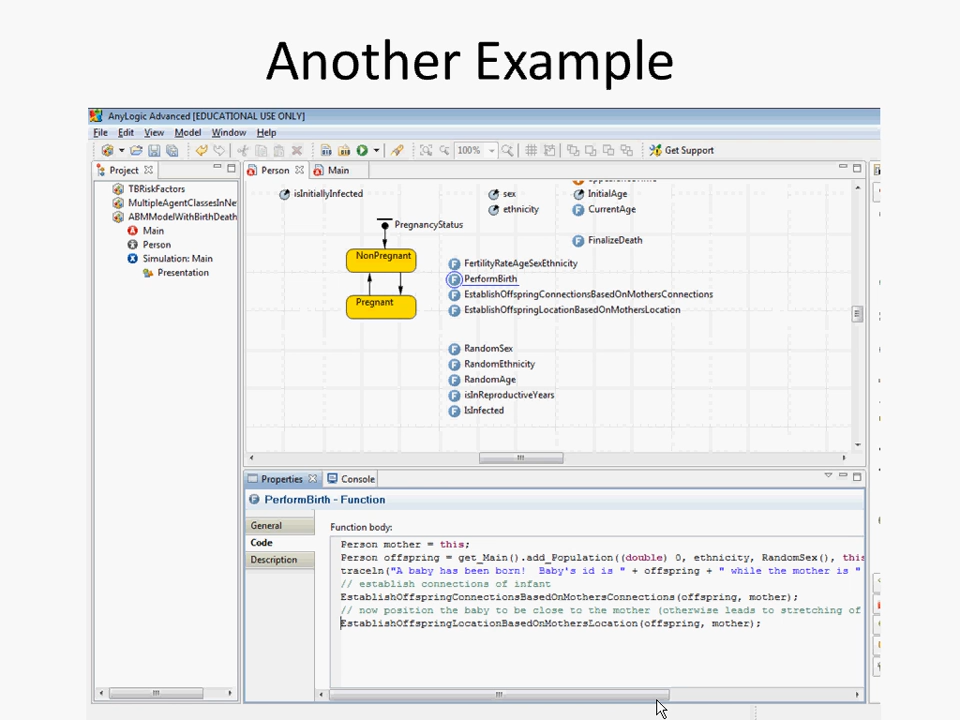 Another Example
AnyLogic Advanced [EDUCATIONAL USE ONLY]
File Edit View Model Window Help
100% Get Support
Project
Person Main
TBRiskFactors
MultipleAgentClassesInNe
ABMModelWithBirthDeath
Main
Person
Simulation: Main
Presentation
isInitiallyInfected
sex
ethnicity
InitialAge
CurrentAge
FinalizeDeath
PregnancyStatus
NonPregnant
Pregnant
FertilityRateAgeSexEthnicity
PerformBirth
EstablishOffspringConnectionsBasedOnMothersConnections
EstablishOffspringLocationBasedOnMothersLocation
RandomSex
RandomEthnicity
RandomAge
isInReproductiveYears
IsInfected
Properties Console
PerformBirth - Function
General
Code
Description
Function body:
Person mother = this;
Person offspring = get_Main().add_Population((double) 0, ethnicity, RandomSex(), this
traceln("A baby has been born! Baby's id is " + offspring + " while the mother is "
// establish connections of infant
EstablishOffspringConnectionsBasedOnMothersConnections(offspring, mother);
// now position the baby to be close to the mother (otherwise leads to stretching of
EstablishOffspringLocationBasedOnMothersLocation(offspring, mother);